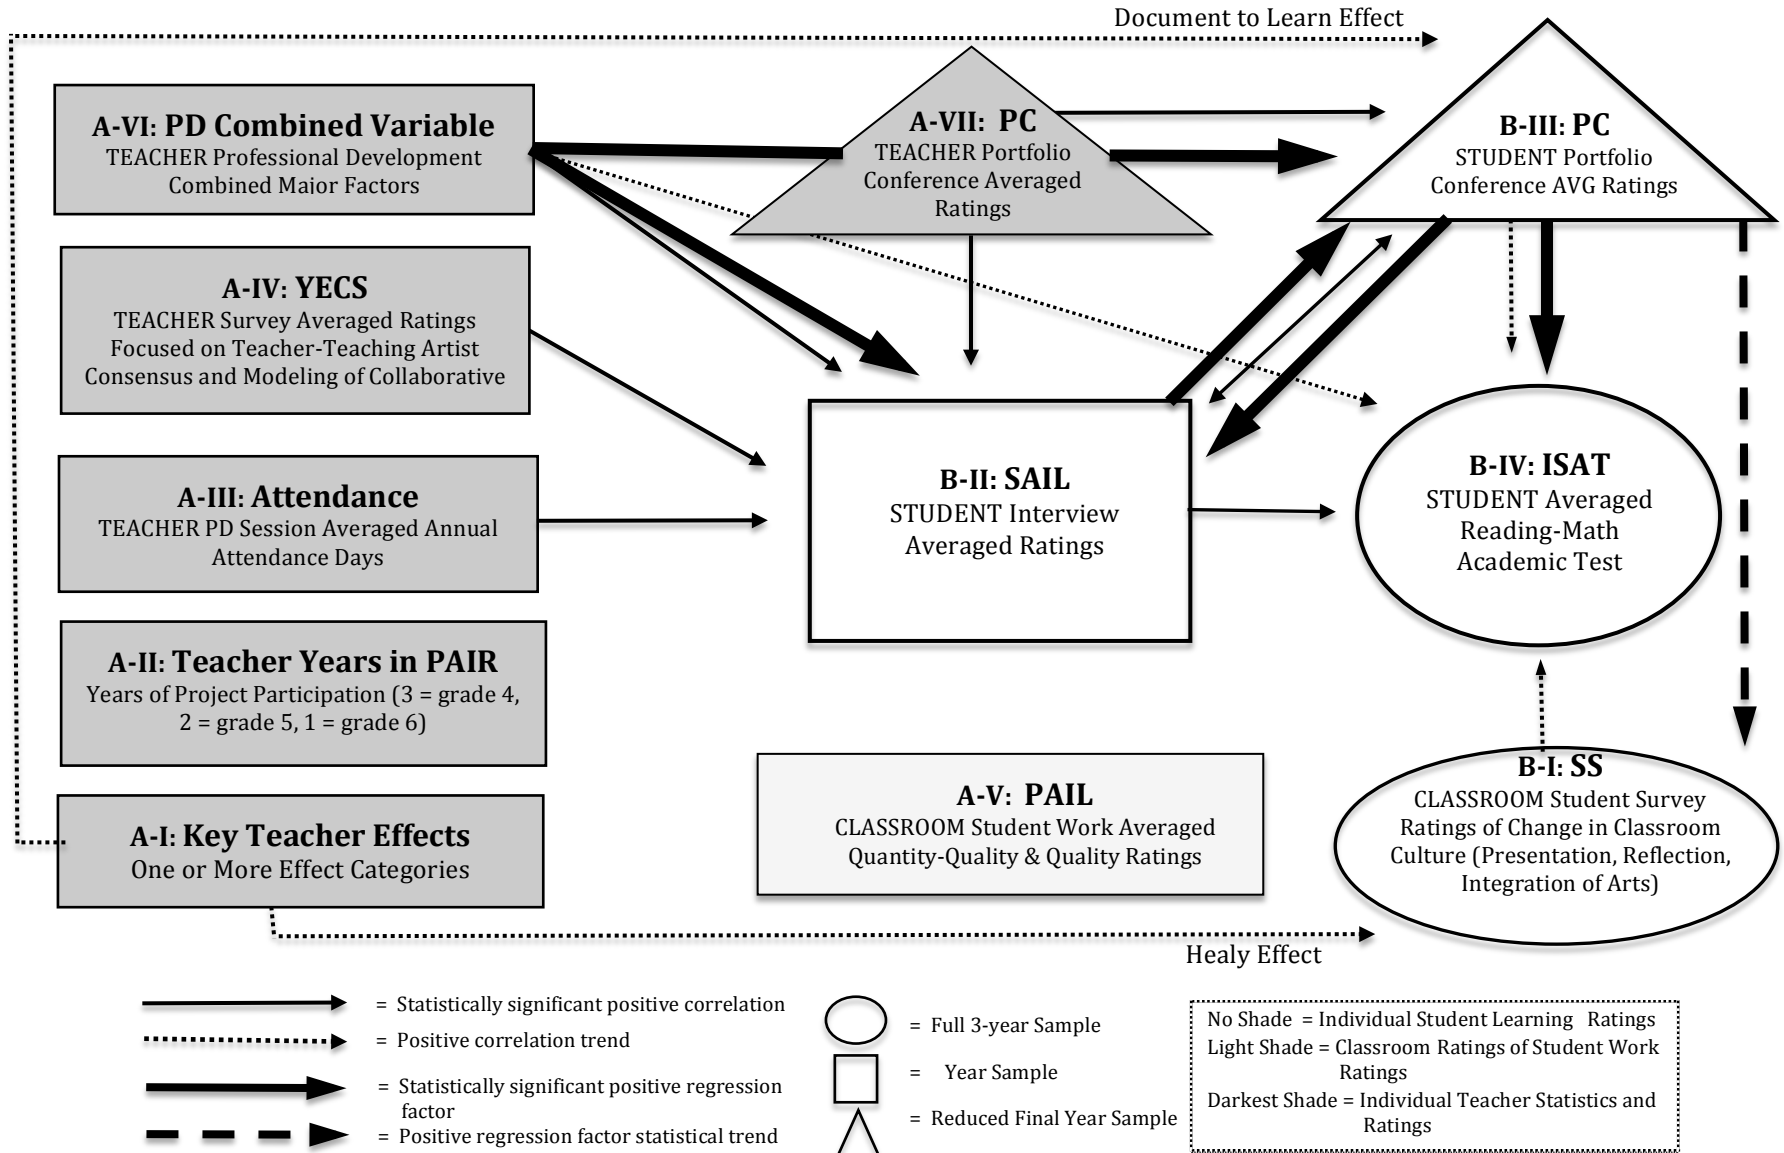 Document to Learn Effect
A-VI: PD Combined Variable
TEACHER Professional Development
Combined Major Factors
A-VII: PC
TEACHER Portfolio
Conference Averaged
Ratings
B-III: PC
STUDENT Portfolio
Conference AVG Ratings
A-IV: YECS
TEACHER Survey Averaged Ratings
Focused on Teacher-Teaching Artist
Consensus and Modeling of Collaborative
A-III: Attendance
TEACHER PD Session Averaged Annual
Attendance Days
B-II: SAIL
STUDENT Interview
Averaged Ratings
B-IV: ISAT
STUDENT Averaged
Reading-Math
Academic Test
A-II: Teacher Years in PAIR
Years of Project Participation (3 = grade 4,
2 = grade 5, 1 = grade 6)
A-I: Key Teacher Effects
One or More Effect Categories
A-V: PAIL
CLASSROOM Student Work Averaged
Quantity-Quality & Quality Ratings
B-I: SS
CLASSROOM Student Survey
Ratings of Change in Classroom
Culture (Presentation, Reflection,
Integration of Arts)
Healy Effect
= Statistically significant positive correlation
= Positive correlation trend
= Statistically significant positive regression
factor
= Positive regression factor statistical trend
= Full 3-year Sample
= Year Sample
= Reduced Final Year Sample
No Shade = Individual Student Learning Ratings
Light Shade = Classroom Ratings of Student Work
Ratings
Darkest Shade = Individual Teacher Statistics and
Ratings